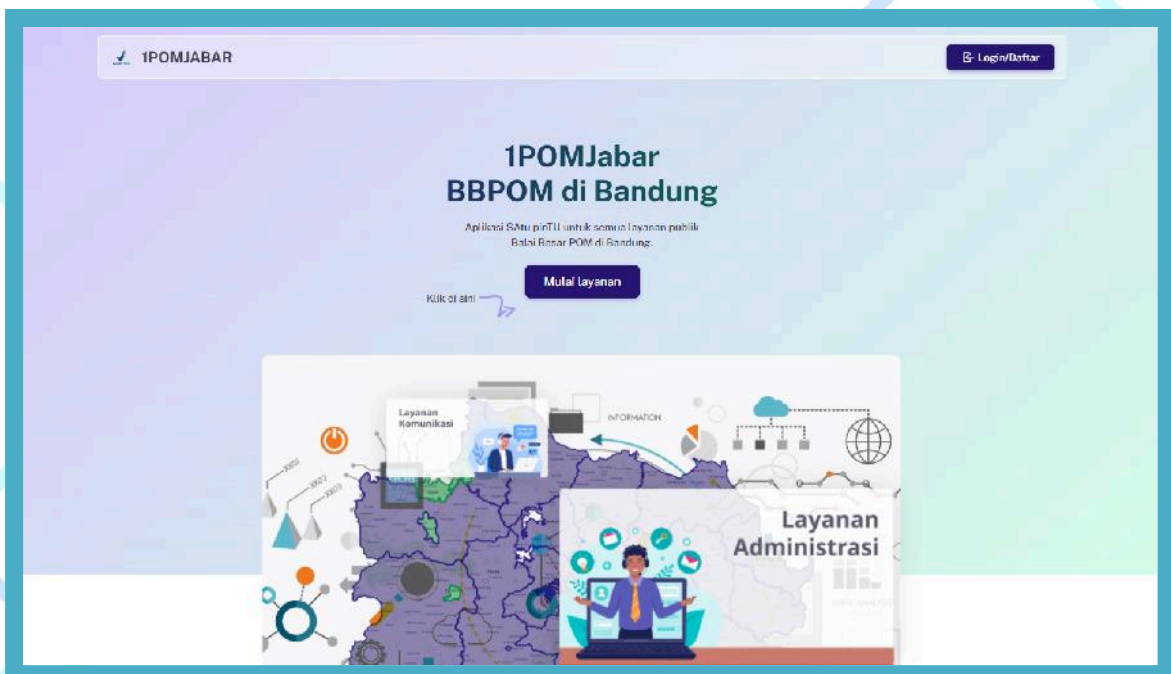 1POMJABAR
Login/Daftar
1POMJabar
BBPOM di Bandung
Aplikasi SAtu pinTU untuk semua layanan publik
Balai Besar POM di Bandung.
Mulai layanan
Klik di sini
Layanan
Komunikasi
INFORMATION
Layanan
Administrasi